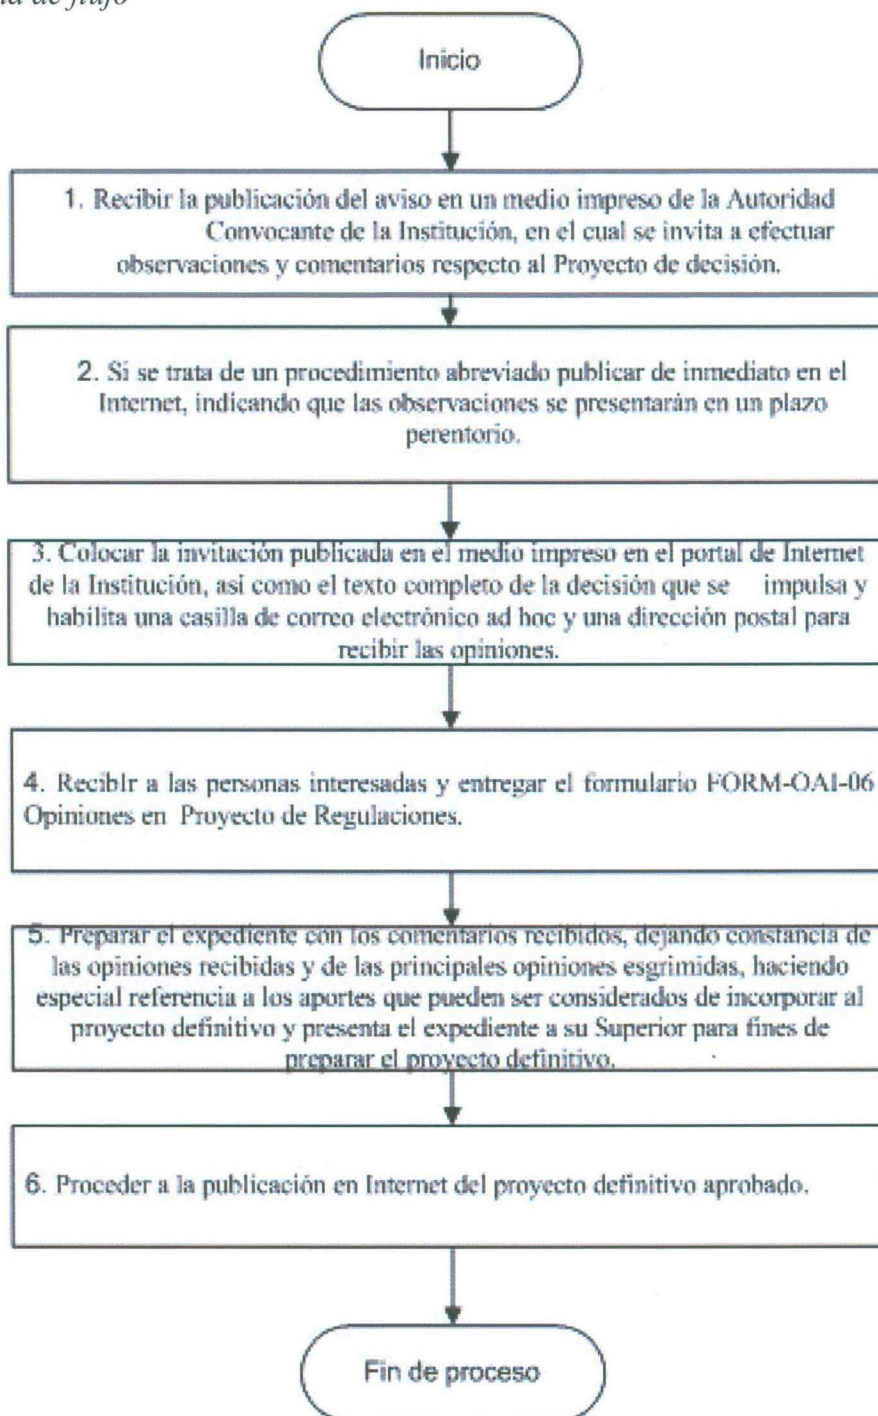 de flujo
Inicio
1. Recibir la publicación del aviso en un medio impreso de la Autoridad
Convocante de la Institución, en el cual se invita a efectuar
observaciones y comentarios respecto al Proyecto de decisión.
2. Si se trata de un procedimiento abreviado publicar de inmediato en el
Internet, indicando que las observaciones se presentarán en un plazo
perentorio.
3. Colocar la invitación publicada en el medio impreso en el portal de Internet
de la Institución, así como el texto completo de la decisión que se impulsa y
habilita una casilla de correo electrónico ad hoc y una dirección postal para
recibir las opiniones.
4. Recibir a las personas interesadas y entregar el formulario FORM-OAI-06
Opiniones en Proyecto de Regulaciones.
5. Preparar el expediente con los comentarios recibidos, dejando constancia de
las opiniones recibidas y de las principales opiniones esgrimidas, haciendo
especial referencia a los aportes que pueden ser considerados de incorporar al
proyecto definitivo y presenta el expediente a su Superior para fines de
preparar el proyecto definitivo.
6. Proceder a la publicación en Internet del proyecto definitivo aprobado.
Fin de proceso